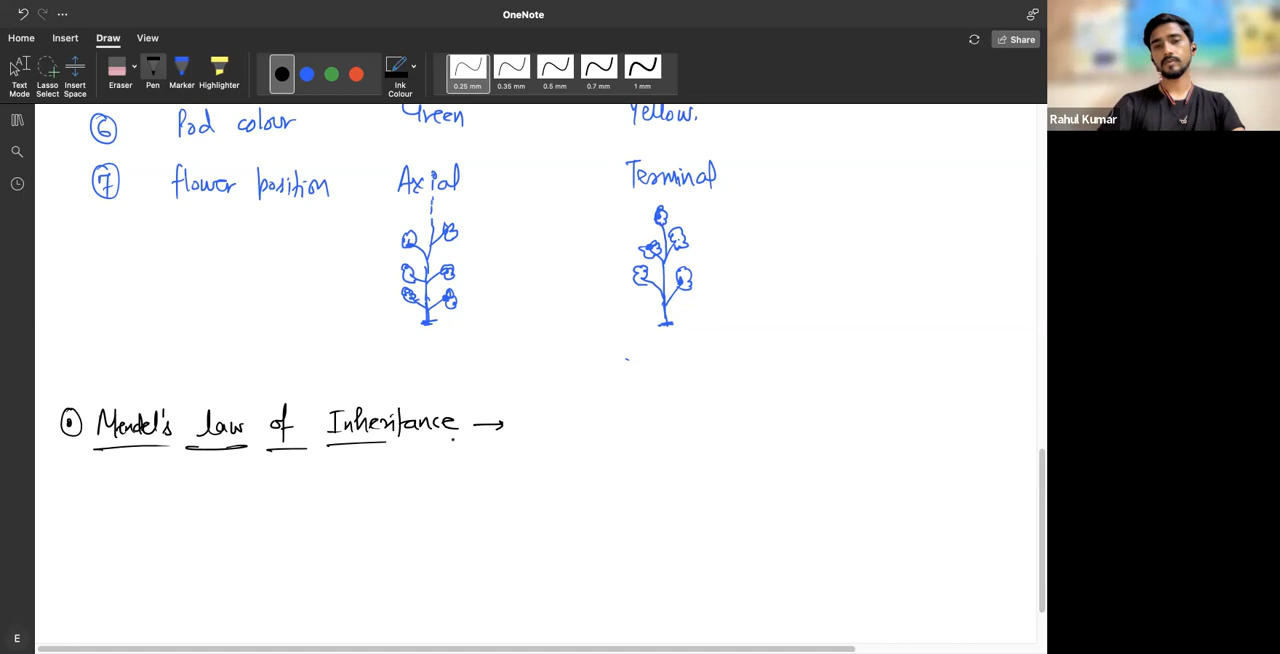 OneNote
Home Insert Draw View
Share
Text Mode Lasso Select Insert Space Eraser Pen Marker Highlighter Ink Colour 0.25 mm 0.35 mm 0.5 mm 0.7 mm 1 mm
Rahul Kumar
6 Pod colour Green Yellow.
7 flower position Axial Terminal
Mendel's law of Inheritance →
E